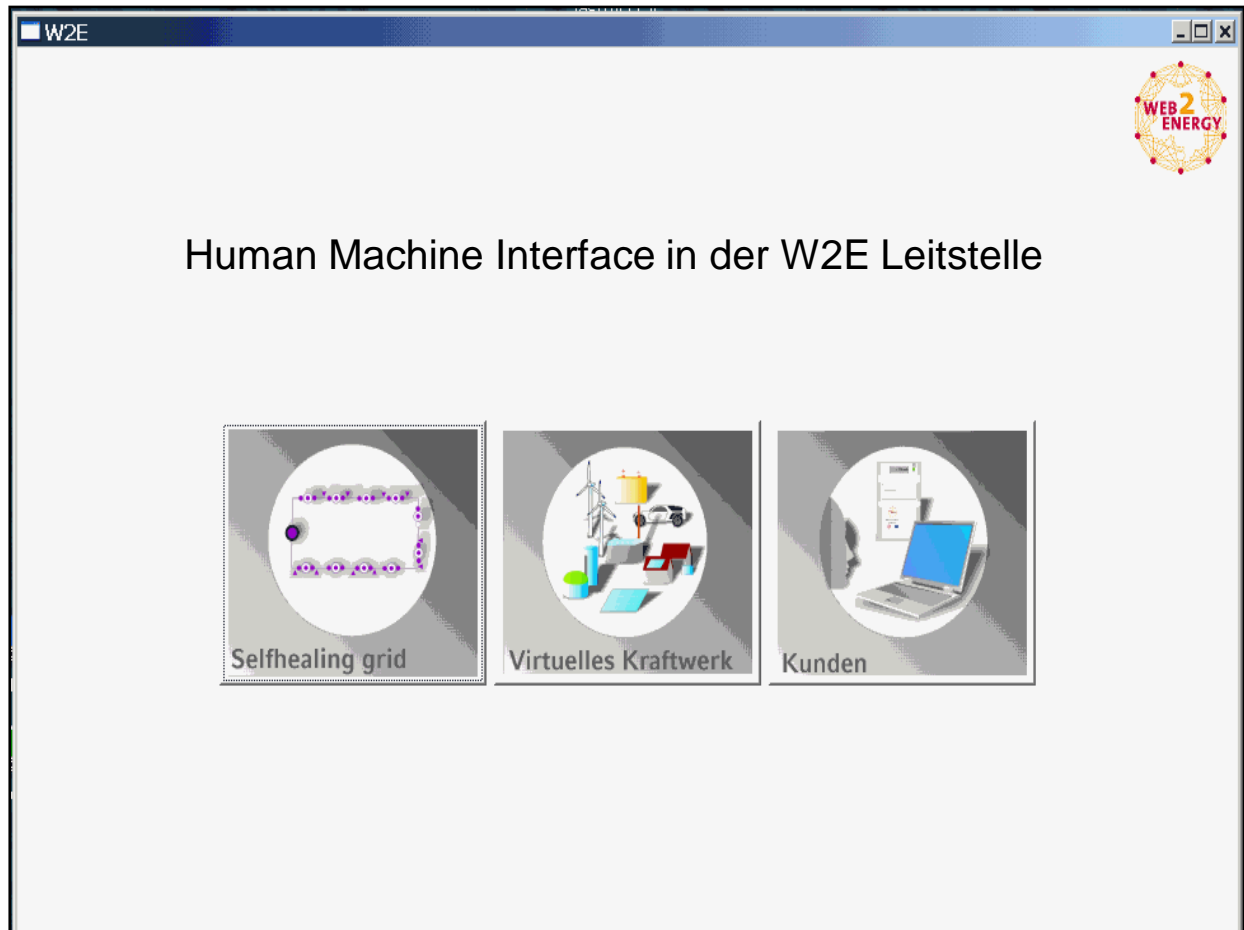 W2E
WEB2
ENERGY
Human Machine Interface in der W2E Leitstelle
Selfhealing grid
Virtuelles Kraftwerk
Kunden